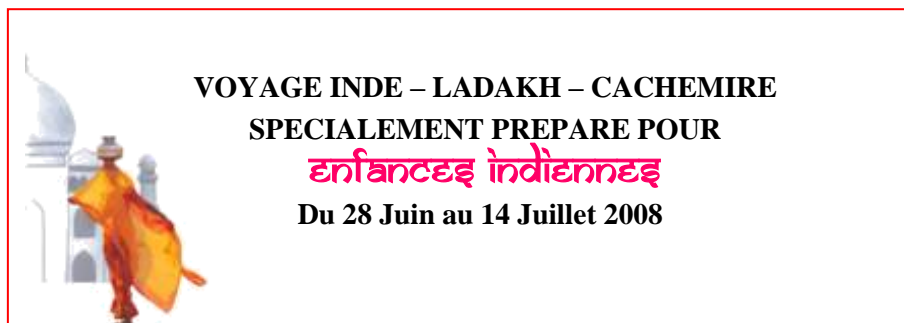 VOYAGE INDE – LADAKH – CACHEMIRE
SPECIALEMENT PREPARE POUR
enfances indiennes
Du 28 Juin au 14 Juillet 2008